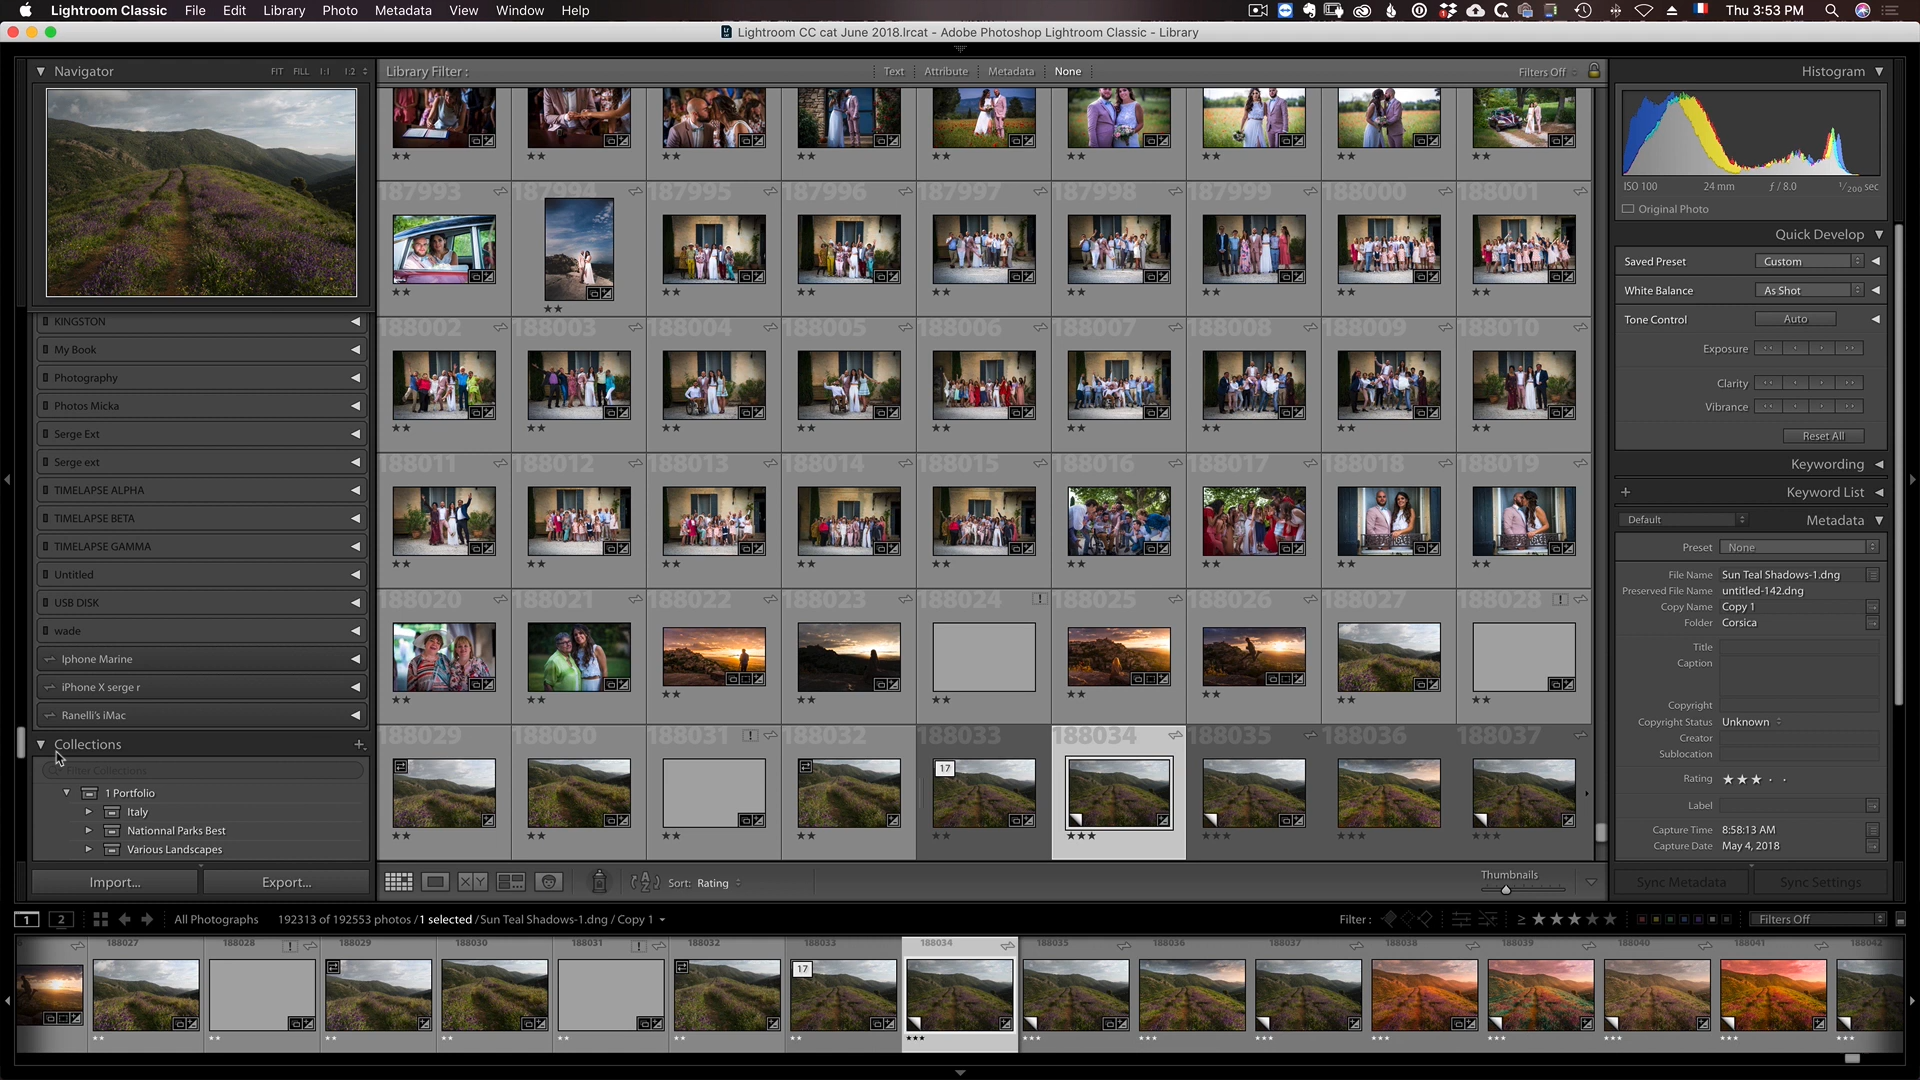 Lightroom Classic File Edit Library Photo Metadata View Window Help Thu 3:53 PM
Lightroom CC cat June 2018.lrcat - Adobe Photoshop Lightroom Classic - Library
Navigator FIT FILL 1:1 1:2
Library Filter : Text Attribute Metadata None Filters Off
Histogram
ISO 100 24 mm ƒ / 8.0 1/200 sec
Original Photo
Quick Develop
Saved Preset Custom
White Balance As Shot
Tone Control Auto
Exposure
Clarity
Vibrance
Reset All
Keywording
Keyword List
Default Metadata
Preset None
File Name Sun Teal Shadows-1.dng
Preserved File Name untitled-142.dng
Copy Name Copy 1
Folder Corsica
Title
Caption
Copyright
Copyright Status Unknown
Creator
Sublocation
Rating ★★★
Label
Capture Time 8:58:13 AM
Capture Date May 4, 2018
Sync Metadata Sync Settings
KINGSTON
My Book
Photography
Photos Micka
Serge Ext
Serge ext
TIMELAPSE ALPHA
TIMELAPSE BETA
TIMELAPSE GAMMA
Untitled
USB DISK
wade
Iphone Marine
iPhone X serge r
Ranelli's iMac
Collections
Filter Collections
1 Portfolio
Italy
Nationnal Parks Best
Various Landscapes
Import... Export...
187993 187994 187995 187996 187997 187998 187999 188000 188001
188002 188003 188004 188005 188006 188007 188008 188009 188010
188011 188012 188013 188014 188015 188016 188017 188018 188019
188020 188021 188022 188023 188024 188025 188026 188027 188028
188029 188030 188031 188032 188033 188034 188035 188036 188037
17
Sort: Rating Thumbnails
1 2 All Photographs 192313 of 192553 photos / 1 selected / Sun Teal Shadows-1.dng / Copy 1 Filter : ≥ ★★★★★ Filters Off
188027 188028 188029 188030 188031 188032 188033 188034 188035 188036 188037 188038 188039 188040 188041 188042
17